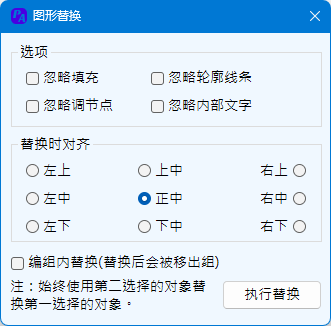 图形替换
选项
忽略填充 忽略轮廓线条
忽略调节点 忽略内部文字
替换时对齐
左上 上中 右上
左中 正中 右中
左下 下中 右下
编组内替换(替换后会被移出组)
注：始终使用第二选择的对象替
换第一选择的对象。
执行替换